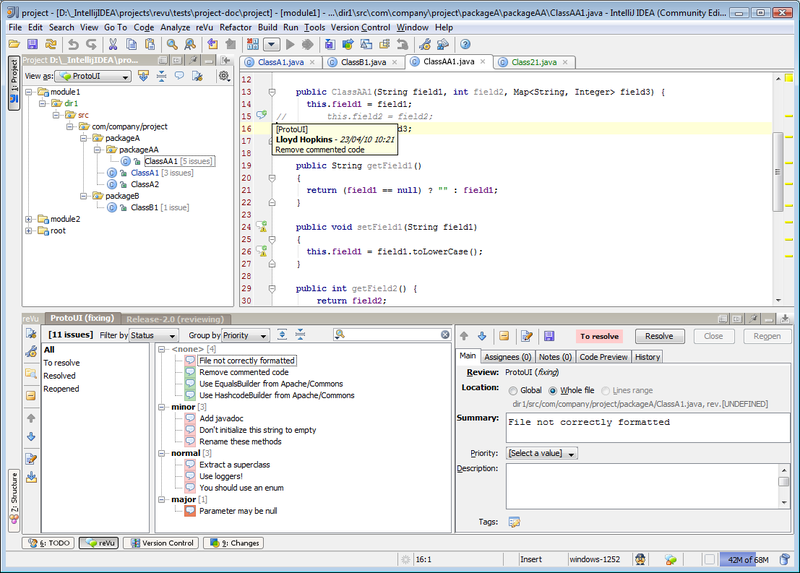 project - [D:\_IntellijIDEA\projects\revu\tests\project-doc\project] - [module1] - ...\dir1\src\com\company\project\packageA\packageAA\ClassAA1.java - IntelliJ IDEA (Community Edi...
File Edit Search View Go To Code Analyze reVu Refactor Build Run Tools Version Control Window Help
Project D:\_IntellijIDEA\pro...
View as: ProtoUI
1: Project
module1
dir1
src
com/company/project
packageA
packageAA
ClassAA1 [5 issues]
ClassA1 [3 issues]
ClassA2
packageB
ClassB1 [1 issue]
module2
root
ClassA1.java ClassB1.java ClassAA1.java Class21.java
12
13 public ClassAA1(String field1, int field2, Map<String, Integer> field3) {
14 this.field1 = field1;
15 // this.field2 = field2;
16 d3;
[ProtoUI]
Lloyd Hopkins - 23/04/10 10:21
Remove commented code
18
19 public String getField1()
20 {
21 return (field1 == null) ? "" : field1;
22 }
23
24 public void setField1(String field1)
25 {
26 this.field1 = field1.toLowerCase();
27 }
28
29 public int getField2() {
30 return field2;
reVu ProtoUI (fixing) Release-2.0 (reviewing)
[11 issues] Filter by Status Group by Priority
All
To resolve
Resolved
Reopened
<none> [4]
File not correctly formatted
Remove commented code
Use EqualsBuilder from Apache/Commons
Use HashcodeBuilder from Apache/Commons
minor [3]
Add javadoc
Don't initialize this string to empty
Rename these methods
normal [3]
Extract a superclass
Use loggers!
You should use an enum
major [1]
Parameter may be null
To resolve Resolve Close Reopen
Main Assignees (0) Notes (0) Code Preview History
Review: ProtoUI (fixing)
Location: Global Whole file Lines range
dir1/src/com/company/project/packageA/ClassA1.java, rev.[UNDEFINED]
Summary: File not correctly formatted
Priority: [Select a value]
Description:
Tags:
7: Structure
6: TODO reVu Version Control 9: Changes
16:1 Insert windows-1252 42M of 68M